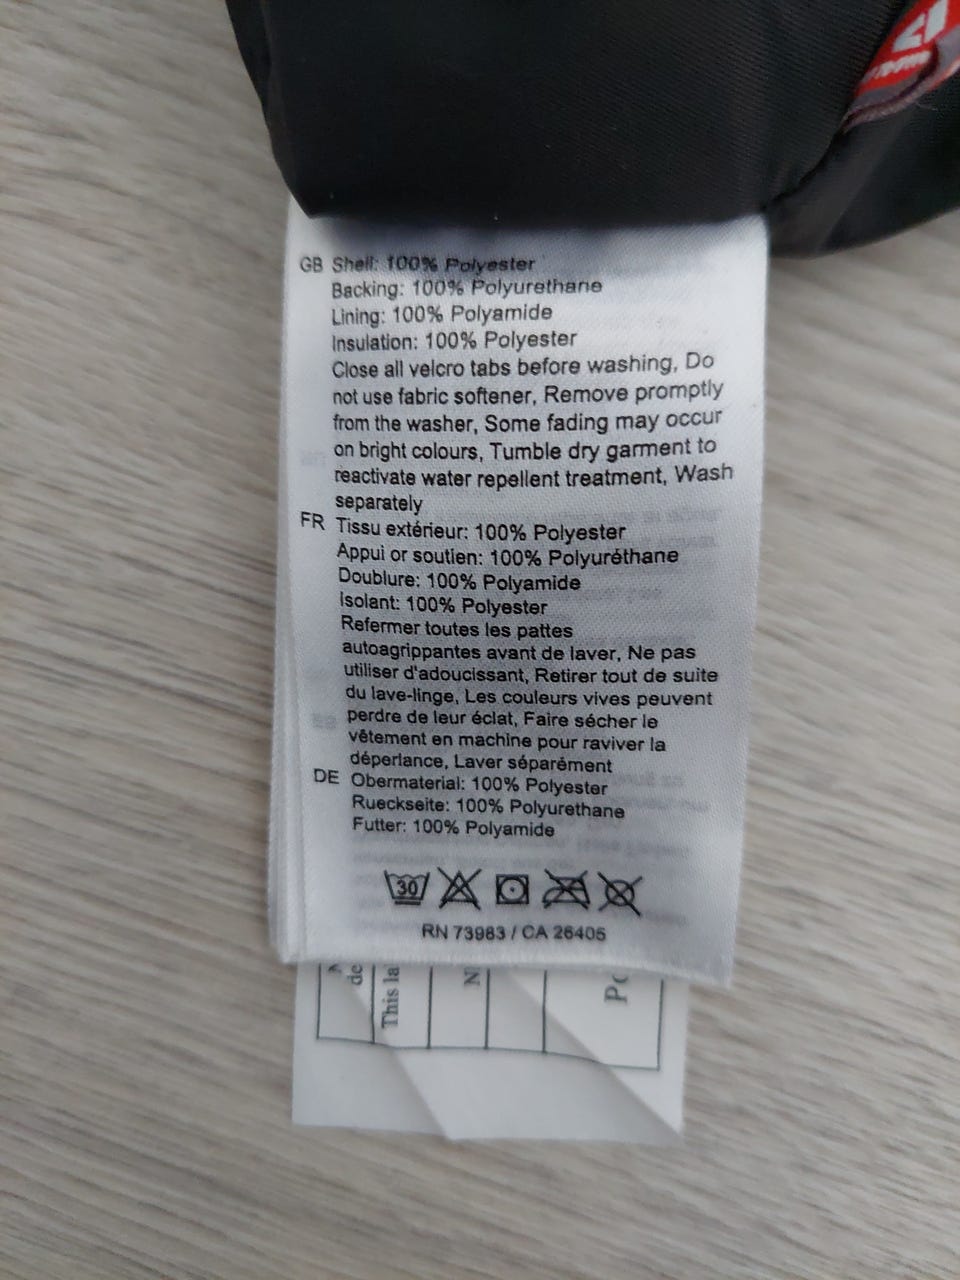 GB Shell: 100% Polyester
Backing: 100% Polyurethane
Lining: 100% Polyamide
Insulation: 100% Polyester
Close all velcro tabs before washing, Do
not use fabric softener, Remove promptly
from the washer, Some fading may occur
on bright colours, Tumble dry garment to
reactivate water repellent treatment, Wash
separately
FR Tissu extérieur: 100% Polyester
Appui or soutien: 100% Polyuréthane
Doublure: 100% Polyamide
Isolant: 100% Polyester
Refermer toutes les pattes
autoagrippantes avant de laver, Ne pas
utiliser d'adoucissant, Retirer tout de suite
du lave-linge, Les couleurs vives peuvent
perdre de leur éclat, Faire sécher le
vêtement en machine pour raviver la
déperlance, Laver séparément
DE Obermaterial: 100% Polyester
Rueckseite: 100% Polyurethane
Futter: 100% Polyamide
30
RN 73983 / CA 26405
de
This la